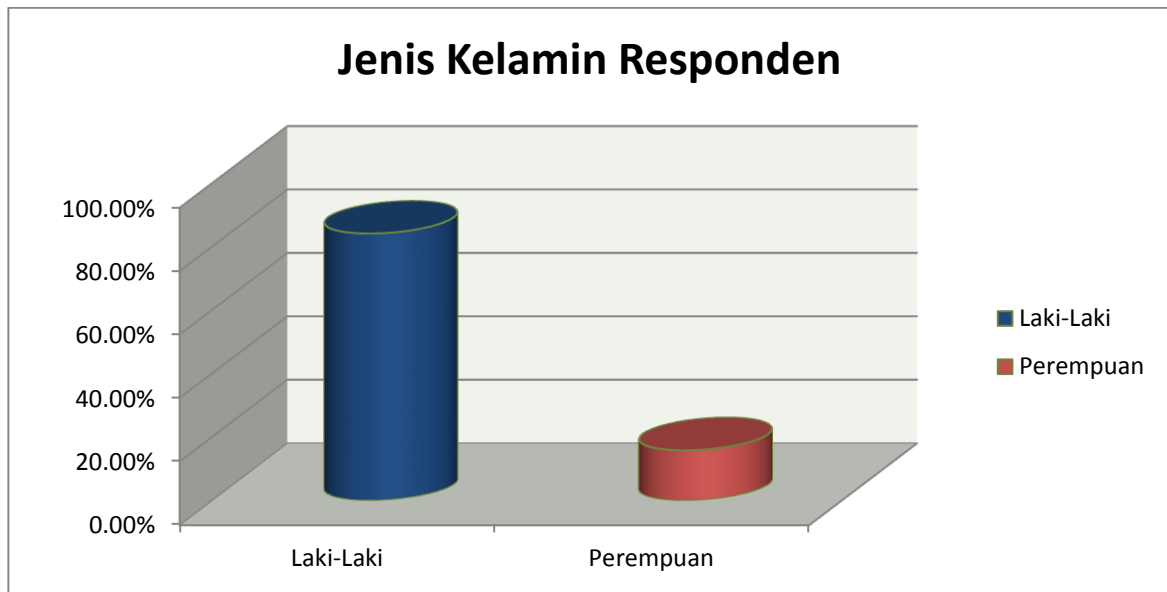 Jenis Kelamin Responden
100.00%
80.00%
60.00%
40.00%
20.00%
0.00%
Laki-Laki
Perempuan
Laki-Laki
Perempuan